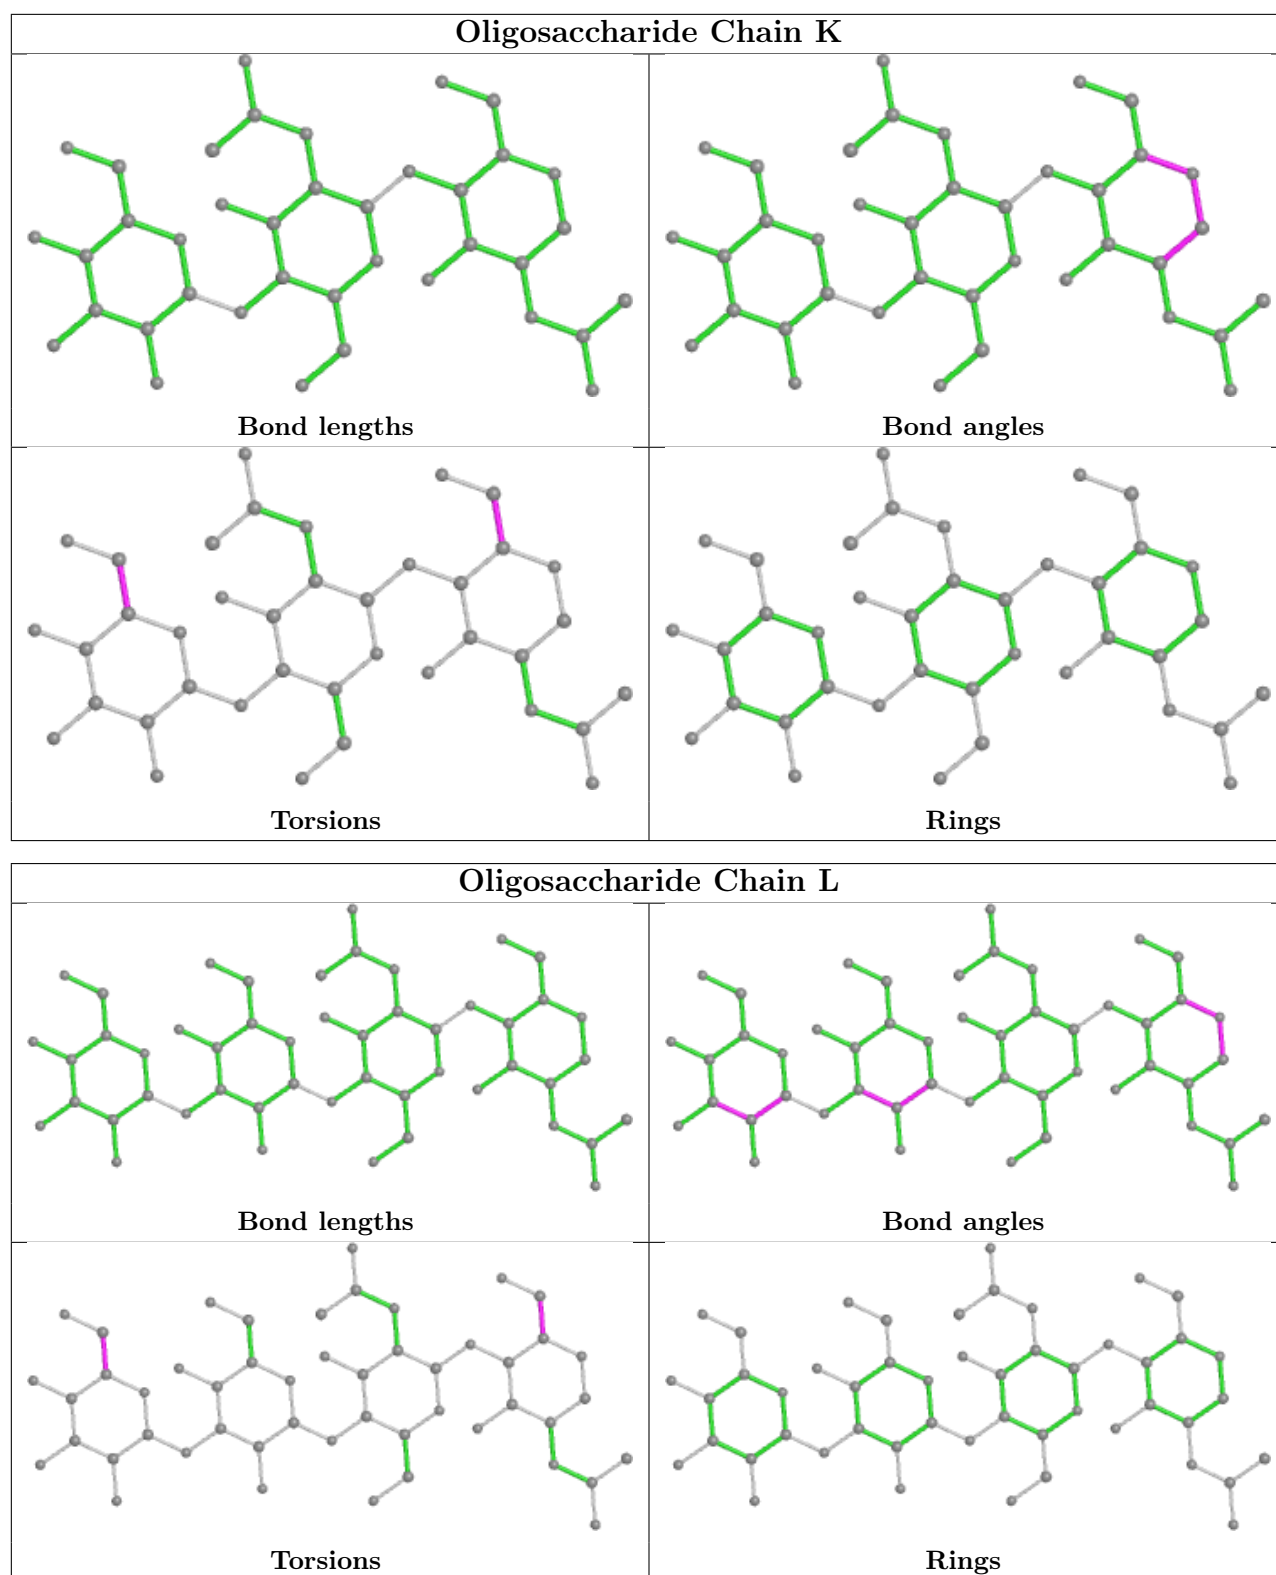 Oligosaccharide Chain K
Bond lengths
Bond angles
Torsions
Rings
Oligosaccharide Chain L
Bond lengths
Bond angles
Torsions
Rings